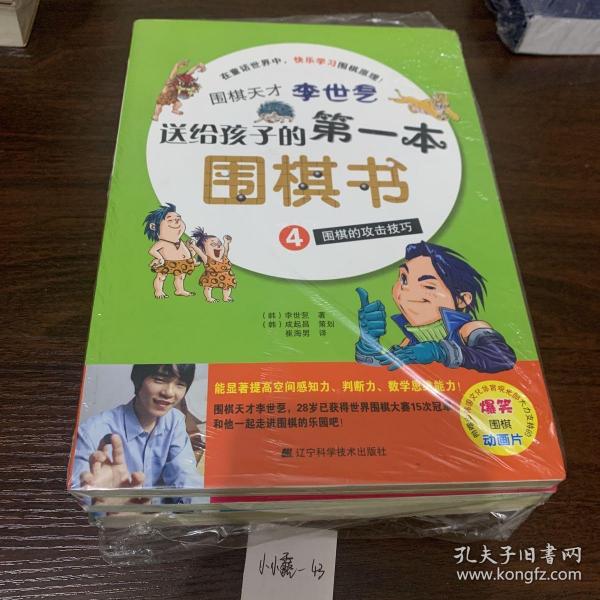 在童话世界中，快乐学习围棋原理！
围棋天才 李世乭
送给孩子的第一本
围棋书
4 围棋的攻击技巧
（韩）李世乭 著
（韩）成起昌 策划
崔海男 译
能显著提高空间感知力、判断力、数学思维能力！
围棋天才李世乭，28岁已获得世界围棋大赛15次冠军
和他一起走进围棋的乐园吧！
爆笑
围棋
动画片
辽宁科学技术出版社
孔夫子旧书网
www.kongfz.com